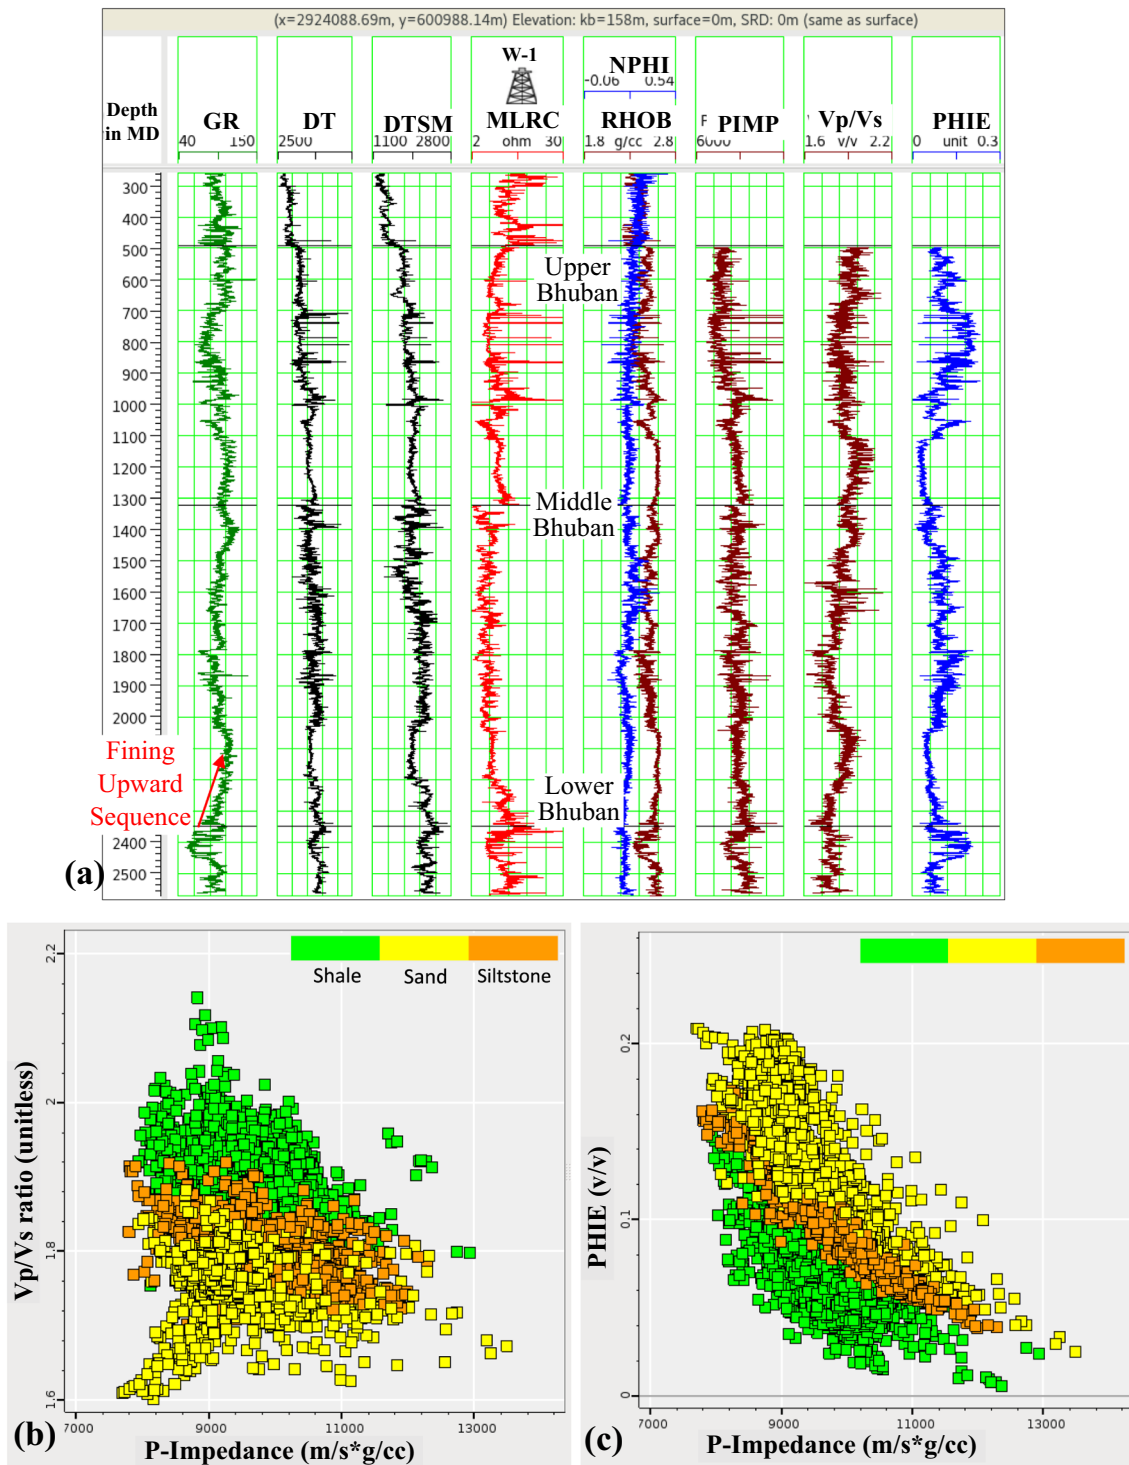 (x=2924088.69m, y=600988.14m) Elevation: kb=158m, surface=0m, SRD: 0m (same as surface)
W-1
NPHI
-0.06 0.54
Depth in MD
GR
DT
DTSM
MLRC
RHOB
PIMP
Vp/Vs
PHIE
40 150
2500
1100 2800
2 ohm 30
1.8 g/cc 2.8
6000
1.6 v/v 2.2
0 unit 0.3
300
400
500
600
700
800
900
1000
1100
1200
1300
1400
1500
1600
1700
1800
1900
2000
2400
2500
Upper
Bhuban
Middle
Bhuban
Lower
Bhuban
Fining
Upward
Sequence
(a)
Shale Sand Siltstone
Vp/Vs ratio (unitless)
2.2
2
1.8
1.6
7000 9000 11000 13000
P-Impedance (m/s*g/cc)
(b)
PHIE (v/v)
0.2
0.1
0
7000 9000 11000 13000
P-Impedance (m/s*g/cc)
(c)